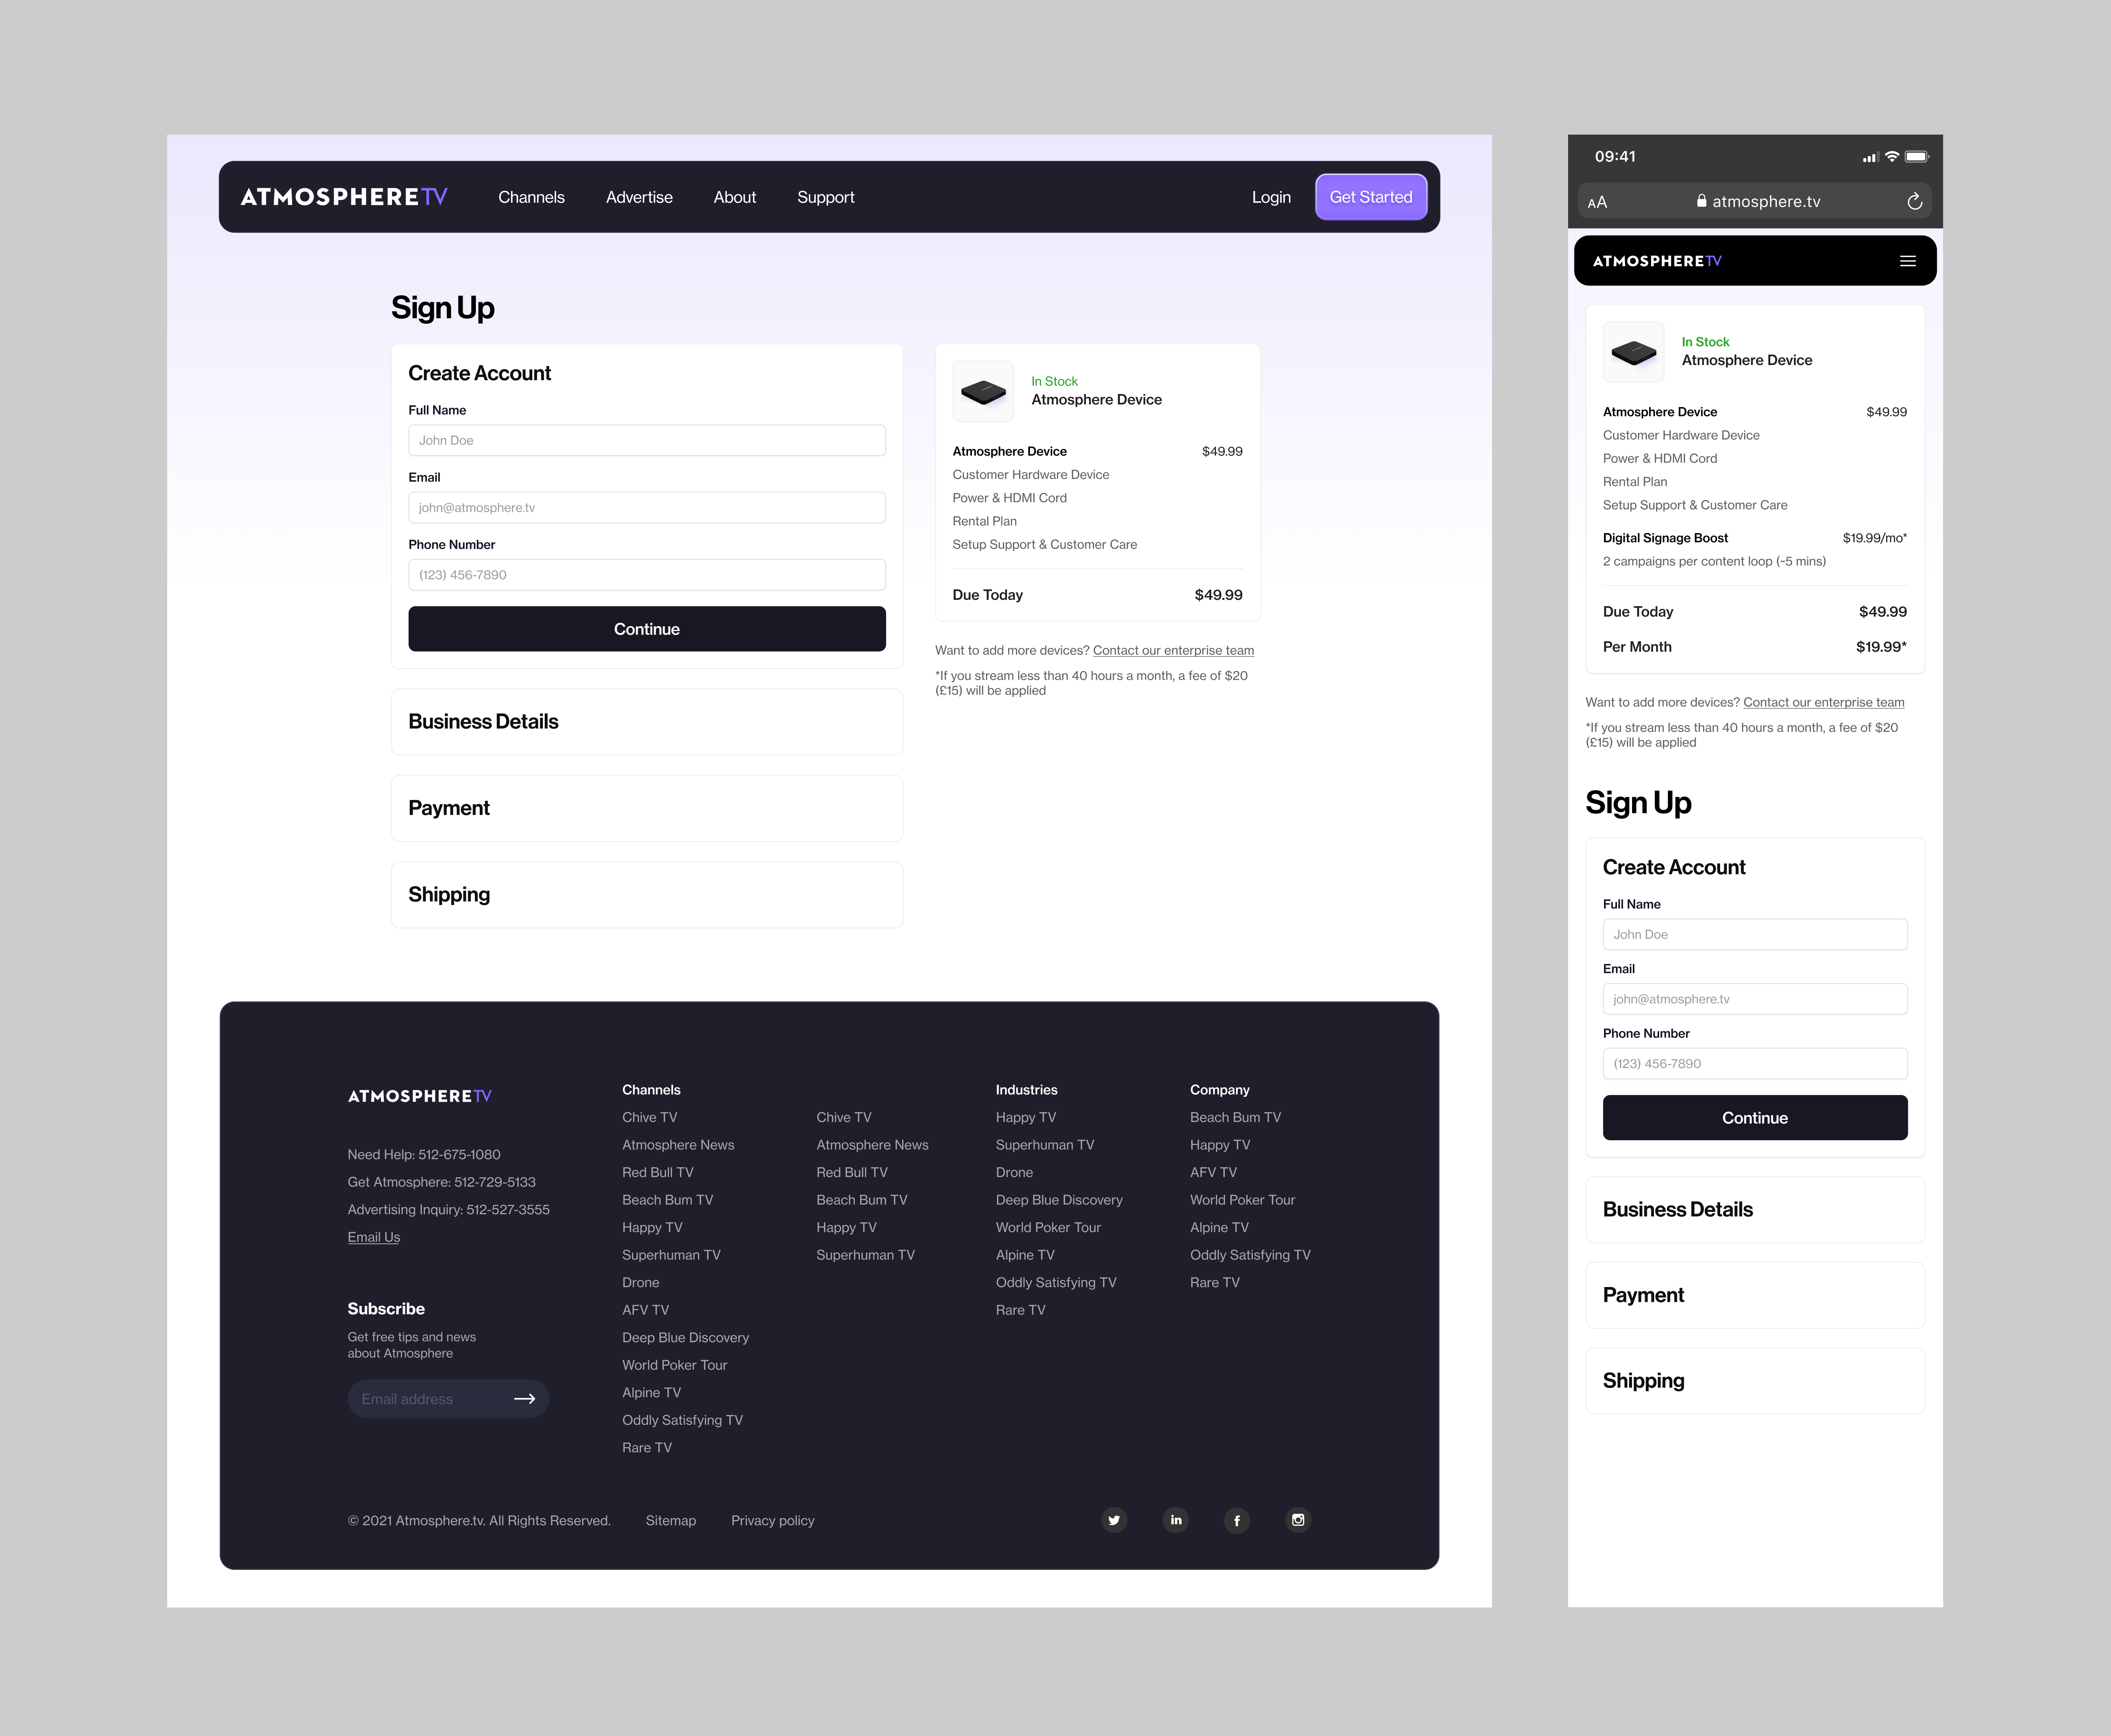 ATMOSPHERETV
Channels
Advertise
About
Support
Login
Get Started
Sign Up
Create Account
Full Name
John Doe
Email
john@atmosphere.tv
Phone Number
(123) 456-7890
Continue
Business Details
Payment
Shipping
In Stock
Atmosphere Device
Atmosphere Device $49.99
Customer Hardware Device
Power & HDMI Cord
Rental Plan
Setup Support & Customer Care
Due Today $49.99
Want to add more devices? Contact our enterprise team
*If you stream less than 40 hours a month, a fee of $20
(£15) will be applied
ATMOSPHERETV
Need Help: 512-675-1080
Get Atmosphere: 512-729-5133
Advertising Inquiry: 512-527-3555
Email Us
Subscribe
Get free tips and news
about Atmosphere
Email address
Channels
Chive TV
Atmosphere News
Red Bull TV
Beach Bum TV
Happy TV
Superhuman TV
Drone
AFV TV
Deep Blue Discovery
World Poker Tour
Alpine TV
Oddly Satisfying TV
Rare TV
Chive TV
Atmosphere News
Red Bull TV
Beach Bum TV
Happy TV
Superhuman TV
Industries
Happy TV
Superhuman TV
Drone
Deep Blue Discovery
World Poker Tour
Alpine TV
Oddly Satisfying TV
Rare TV
Company
Beach Bum TV
Happy TV
AFV TV
World Poker Tour
Alpine TV
Oddly Satisfying TV
Rare TV
© 2021 Atmosphere.tv. All Rights Reserved.
Sitemap
Privacy policy
in
f
09:41
AA
atmosphere.tv
ATMOSPHERETV
In Stock
Atmosphere Device
Atmosphere Device $49.99
Customer Hardware Device
Power & HDMI Cord
Rental Plan
Setup Support & Customer Care
Digital Signage Boost $19.99/mo*
2 campaigns per content loop (~5 mins)
Due Today $49.99
Per Month $19.99*
Want to add more devices? Contact our enterprise team
*If you stream less than 40 hours a month, a fee of $20
(£15) will be applied
Sign Up
Create Account
Full Name
John Doe
Email
john@atmosphere.tv
Phone Number
(123) 456-7890
Continue
Business Details
Payment
Shipping